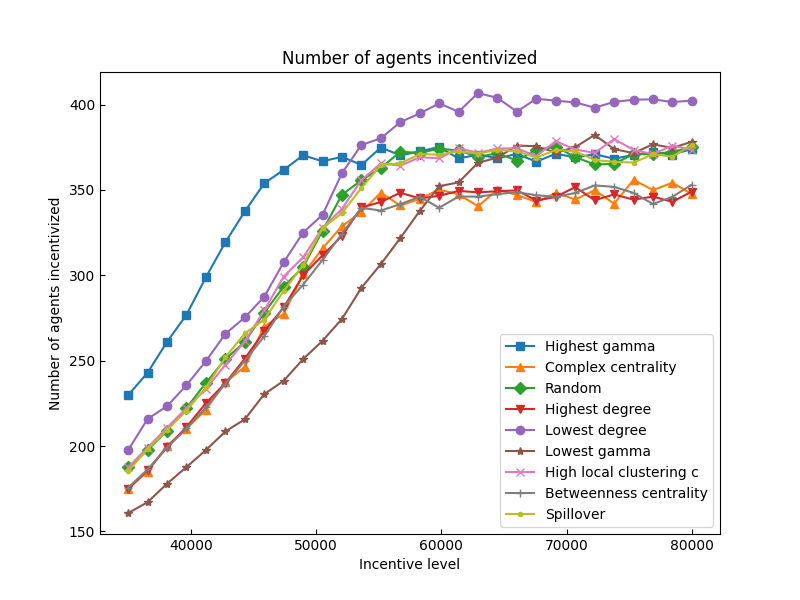 Number of agents incentivized
Number of agents incentivized
400
350
300
250
200
150
Highest gamma
Complex centrality
Random
Highest degree
Lowest degree
Lowest gamma
High local clustering c
Betweenness centrality
Spillover
40000 50000 60000 70000 80000
Incentive level